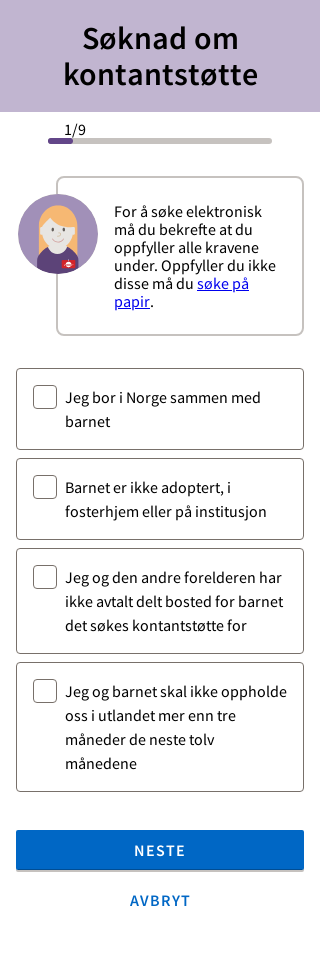 Søknad om
kontantstøtte
1/9
For å søke elektronisk
må du bekrefte at du
oppfyller alle kravene
under. Oppfyller du ikke
disse må du søke på
papir.
Jeg bor i Norge sammen med
barnet
Barnet er ikke adoptert, i
fosterhjem eller på institusjon
Jeg og den andre forelderen har
ikke avtalt delt bosted for barnet
det søkes kontantstøtte for
Jeg og barnet skal ikke oppholde
oss i utlandet mer enn tre
måneder de neste tolv
månedene
NESTE
AVBRYT